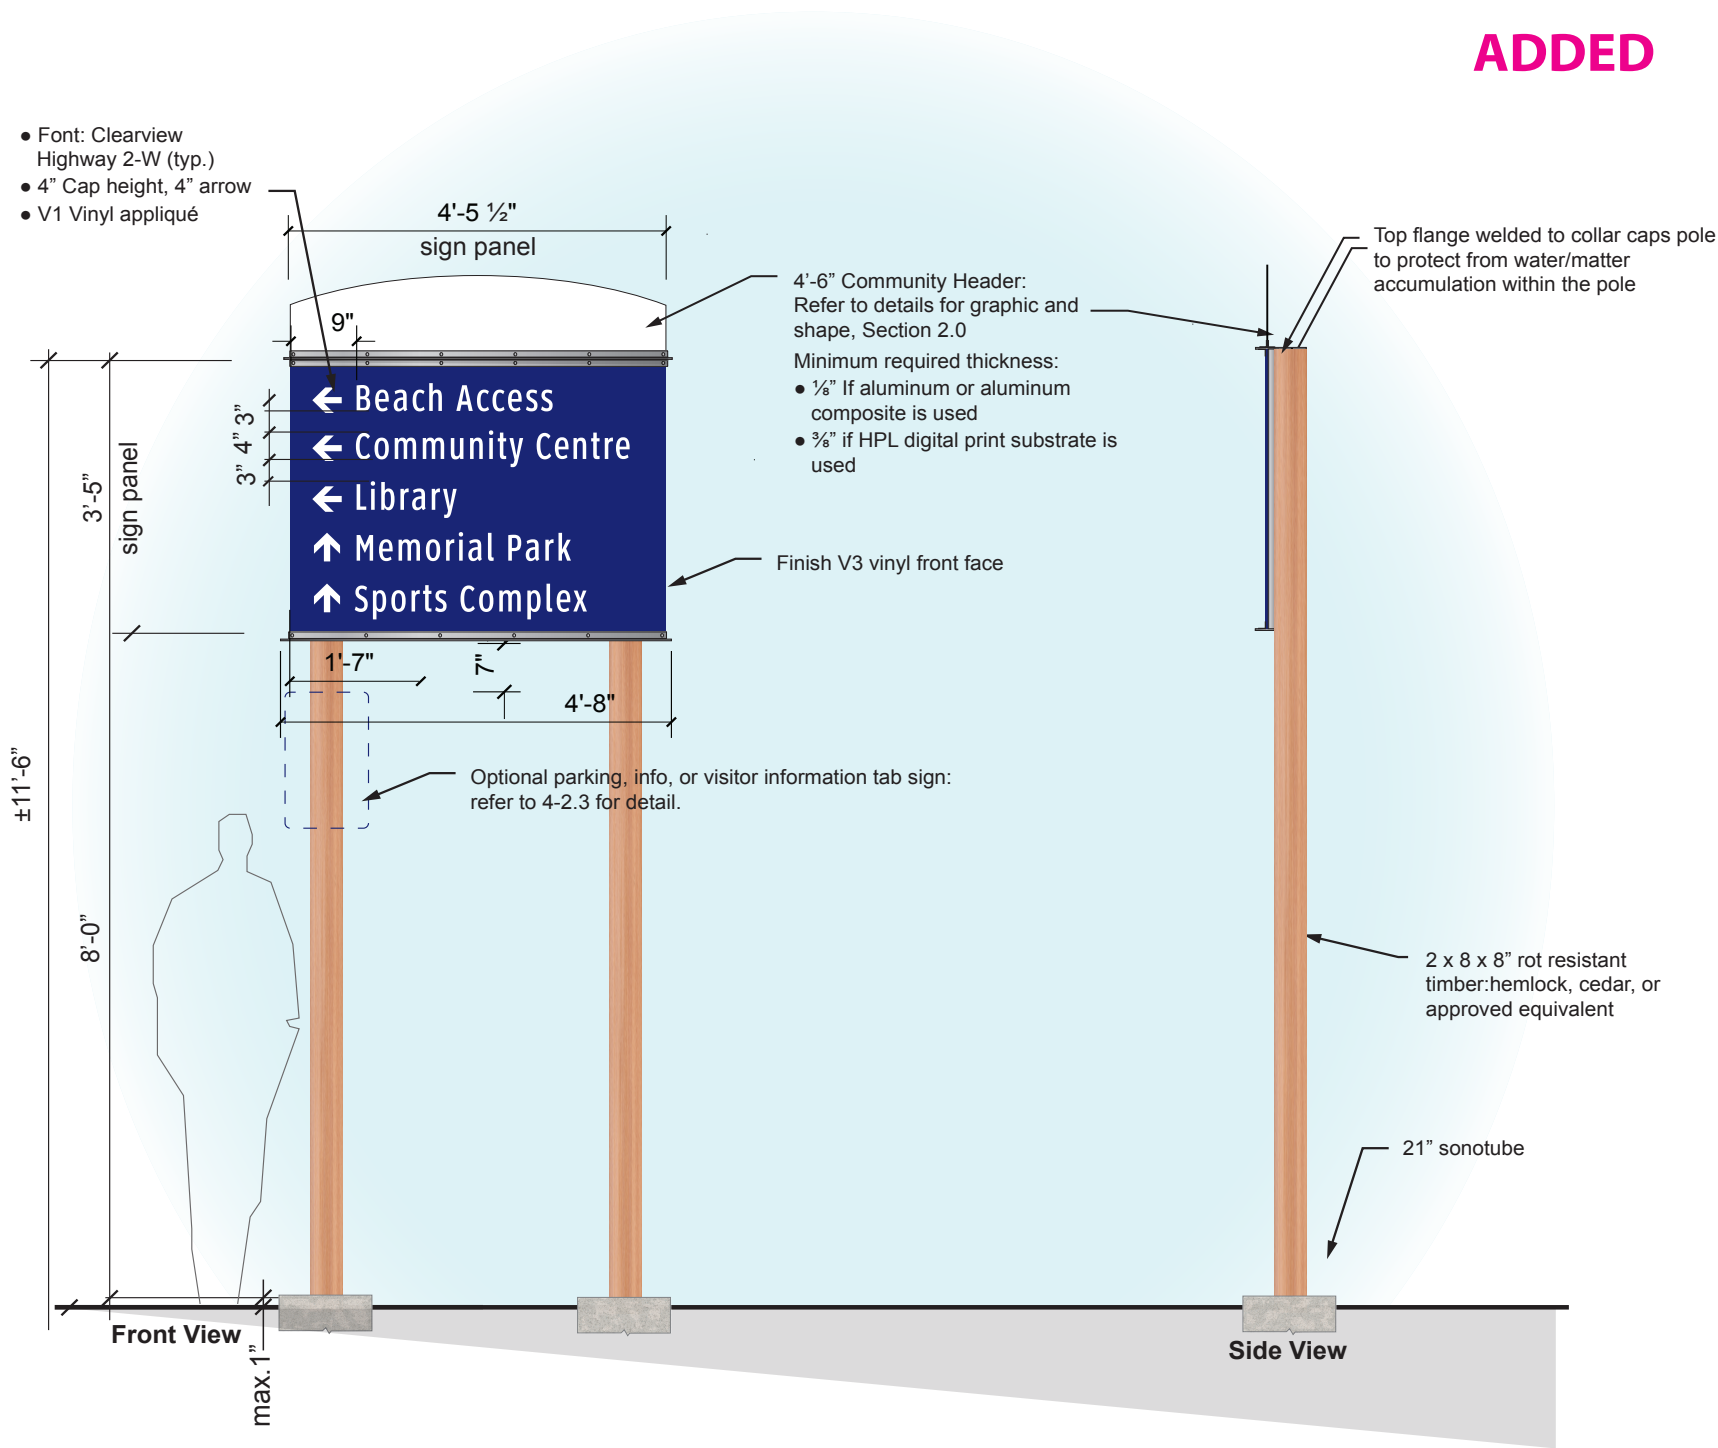 ADDED
● Font: Clearview
Highway 2-W (typ.)
● 4” Cap height, 4” arrow
● V1 Vinyl appliqué
4'-5 ½"
sign panel
9"
4’-6” Community Header:
Refer to details for graphic and
shape, Section 2.0
Minimum required thickness:
● ⅛” If aluminum or aluminum
composite is used
● ⅜” if HPL digital print substrate is
used
Top flange welded to collar caps pole
to protect from water/matter
accumulation within the pole
← Beach Access
← Community Centre
← Library
↑ Memorial Park
↑ Sports Complex
3” 4” 3”
3’-5”
sign panel
Finish V3 vinyl front face
1'-7"
7"
4'-8"
±11’-6”
Optional parking, info, or visitor information tab sign:
refer to 4-2.3 for detail.
8’-0”
2 x 8 x 8” rot resistant
timber:hemlock, cedar, or
approved equivalent
21” sonotube
Front View
max.1”
Side View